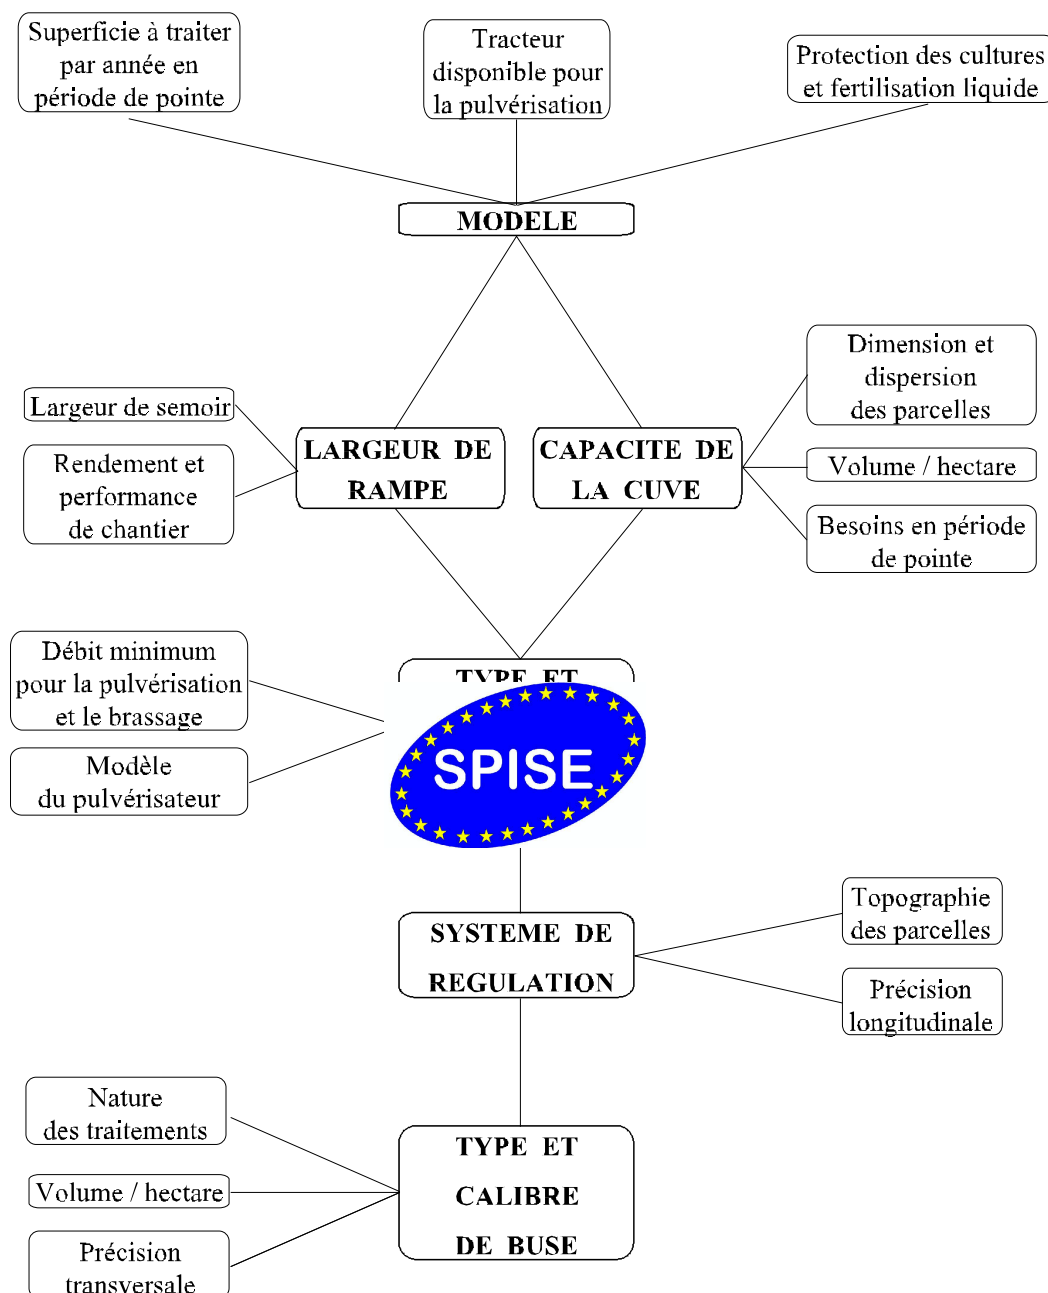 Superficie à traiter
par année en
période de pointe
Tracteur
disponible pour
la pulvérisation
Protection des cultures
et fertilisation liquide
MODELE
Largeur de semoir
Rendement et
performance
de chantier
LARGEUR DE
RAMPE
CAPACITE DE
LA CUVE
Dimension et
dispersion
des parcelles
Volume / hectare
Besoins en période
de pointe
Débit minimum
pour la pulvérisation
et le brassage
Modèle
du pulvérisateur
TYPE ET
SPISE
SYSTEME DE
REGULATION
Topographie
des parcelles
Précision
longitudinale
Nature
des traitements
Volume / hectare
Précision
transversale
TYPE ET
CALIBRE
DE BUSE